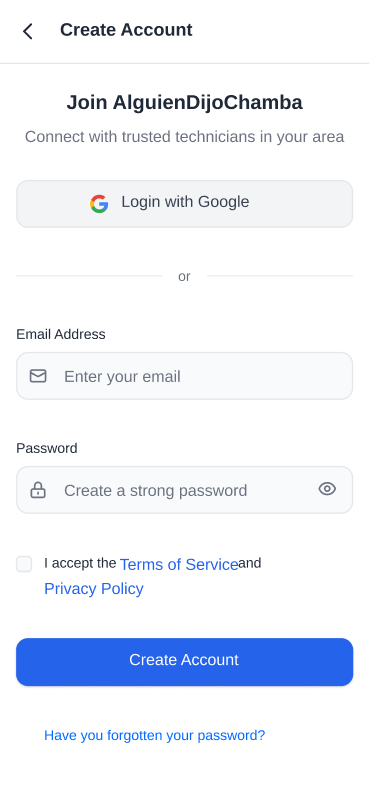 Create Account
Join AlguienDijoChamba
Connect with trusted technicians in your area
Login with Google
or
Email Address
Enter your email
Password
Create a strong password
I accept the Terms of Serviceand
Privacy Policy
Create Account
Have you forgotten your password?